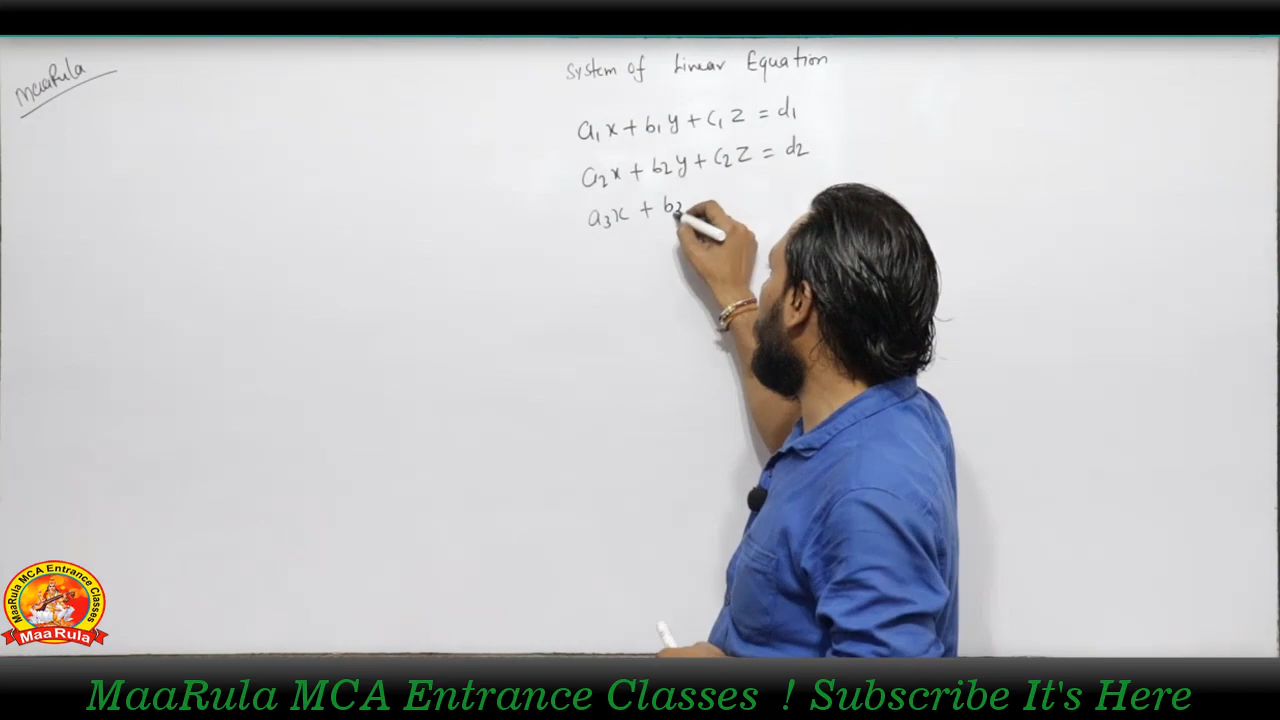 MaaRula
System of Linear Equation
a₁x + b₁y + c₁z = d₁
a₂x + b₂y + c₂z = d₂
a₃x + b₃
MaaRula MCA Entrance Classes
MaaRula
MaaRula MCA Entrance Classes ! Subscribe It's Here